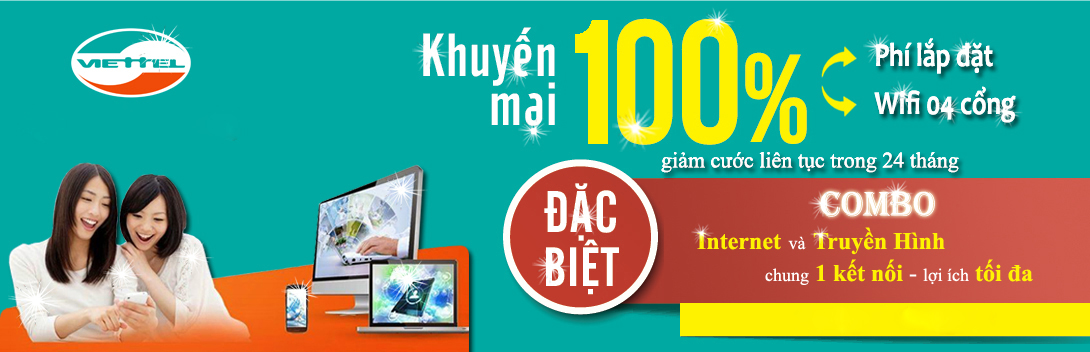 VIETTEL
Khuyến
mại
100%
Phí lắp đặt
Wifi 04 cổng
giảm cước liên tục trong 24 tháng
ĐẶC
BIỆT
COMBO
Internet và Truyền Hình
chung 1 kết nối - lợi ích tối đa